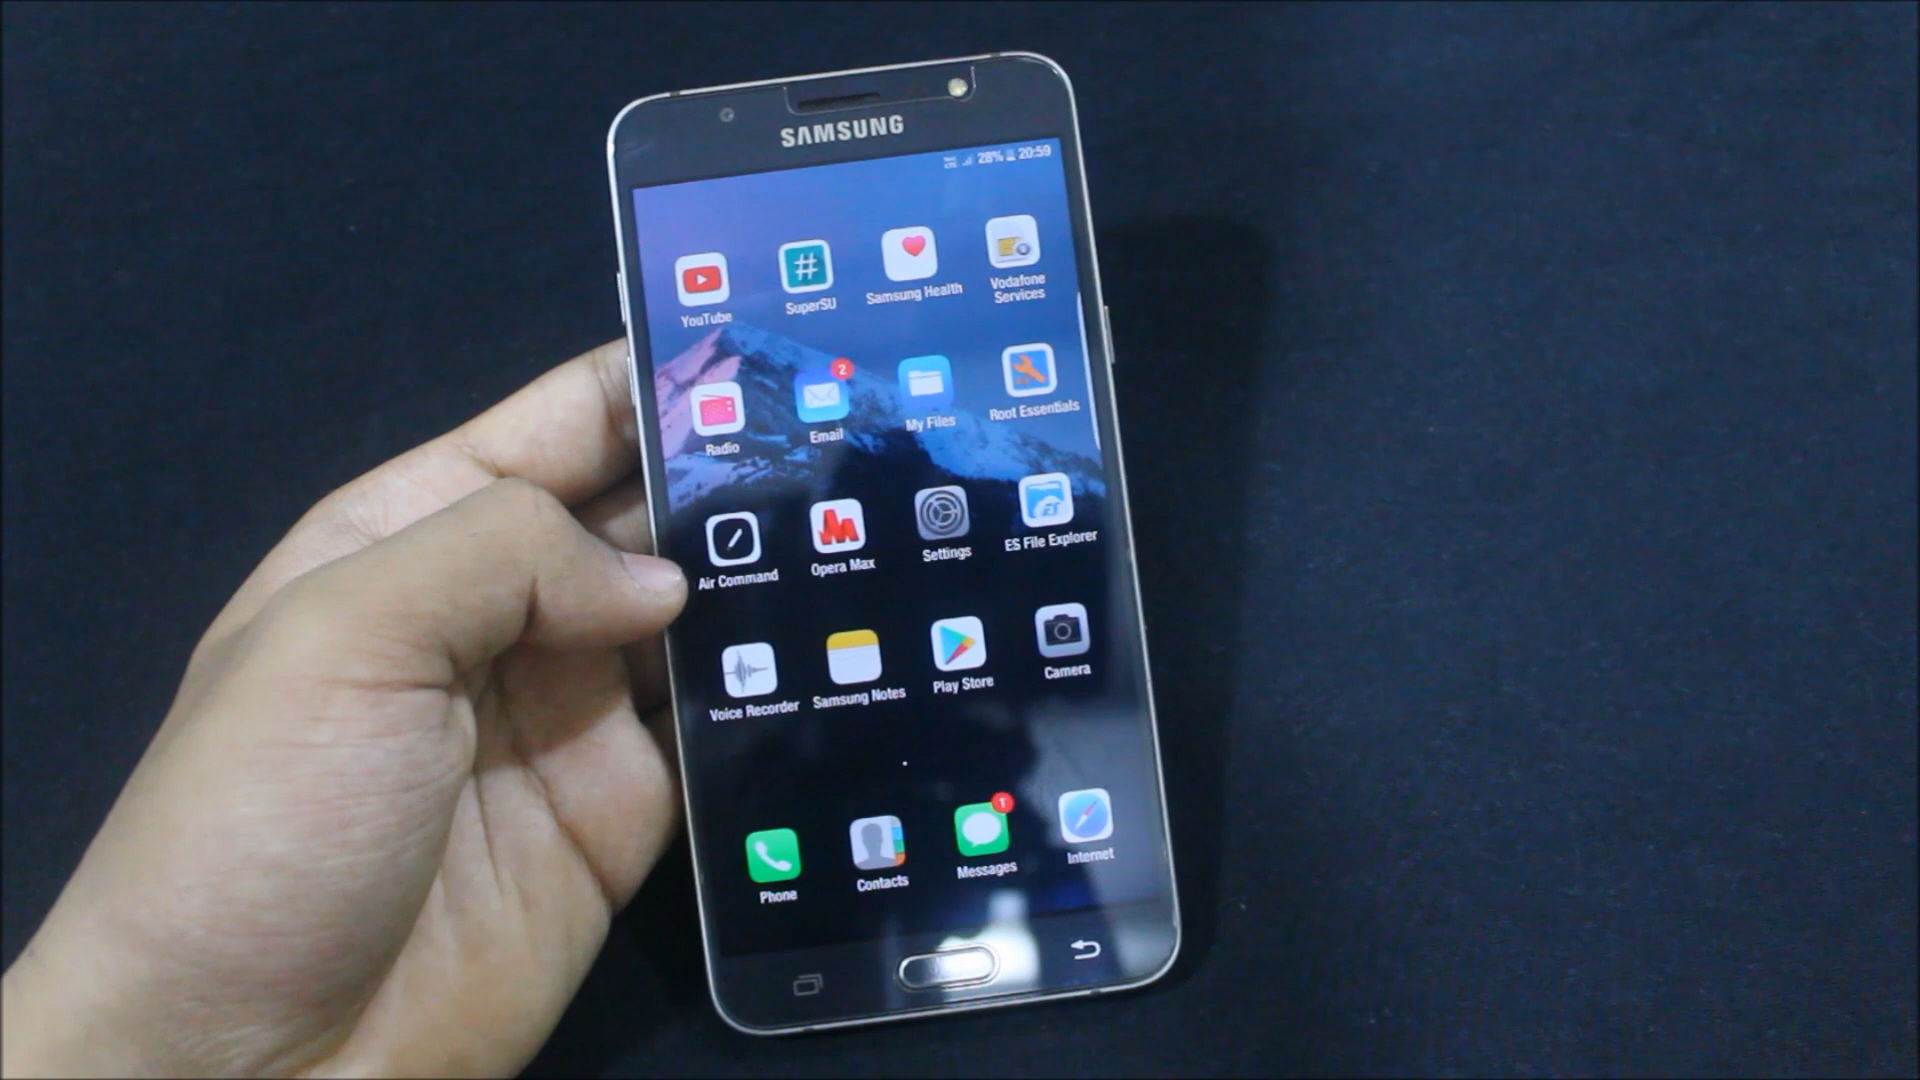 SAMSUNG
28% 20:59
YouTube
SuperSU
Samsung Health
Vodafone
Services
2
Radio
Email
My Files
Root Essentials
Air Command
Opera Max
Settings
ES
ES File Explorer
Voice Recorder
Samsung Notes
Play Store
Camera
1
Phone
Contacts
Messages
Internet